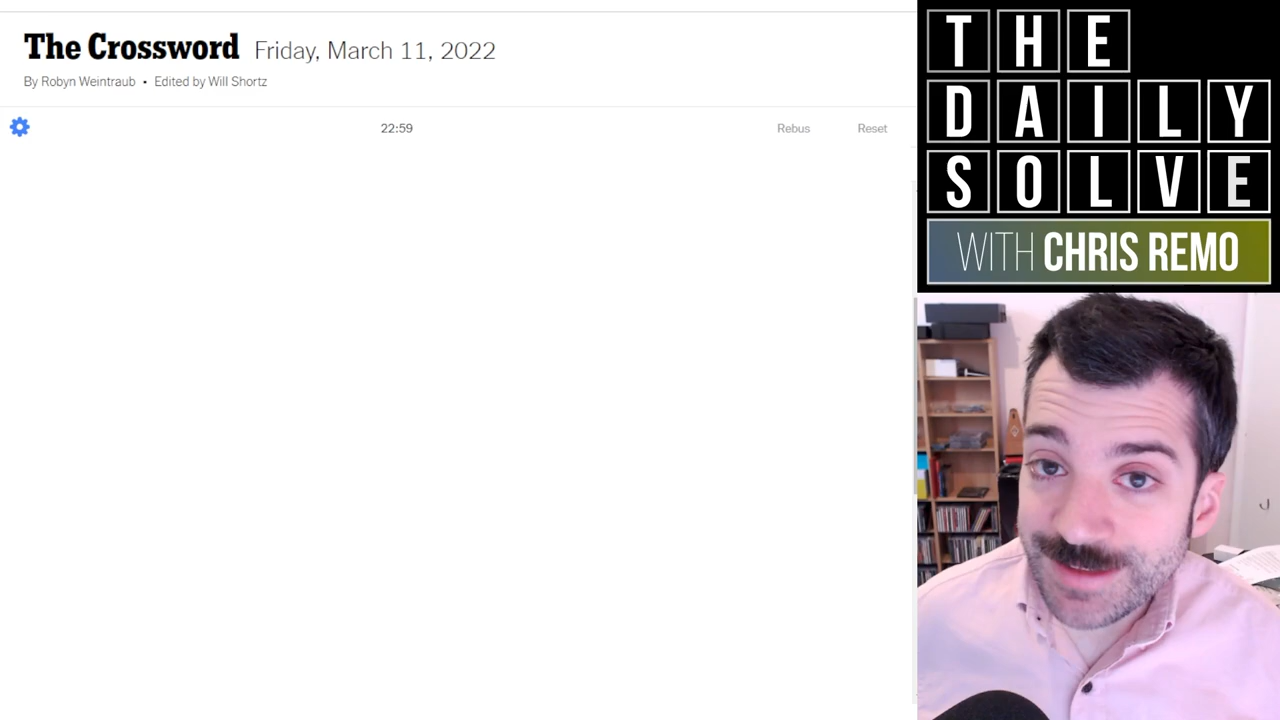 The Crossword Friday, March 11, 2022
By Robyn Weintraub • Edited by Will Shortz
22:59 Rebus Reset
THE
DAILY
SOLVE
WITH CHRIS REMO